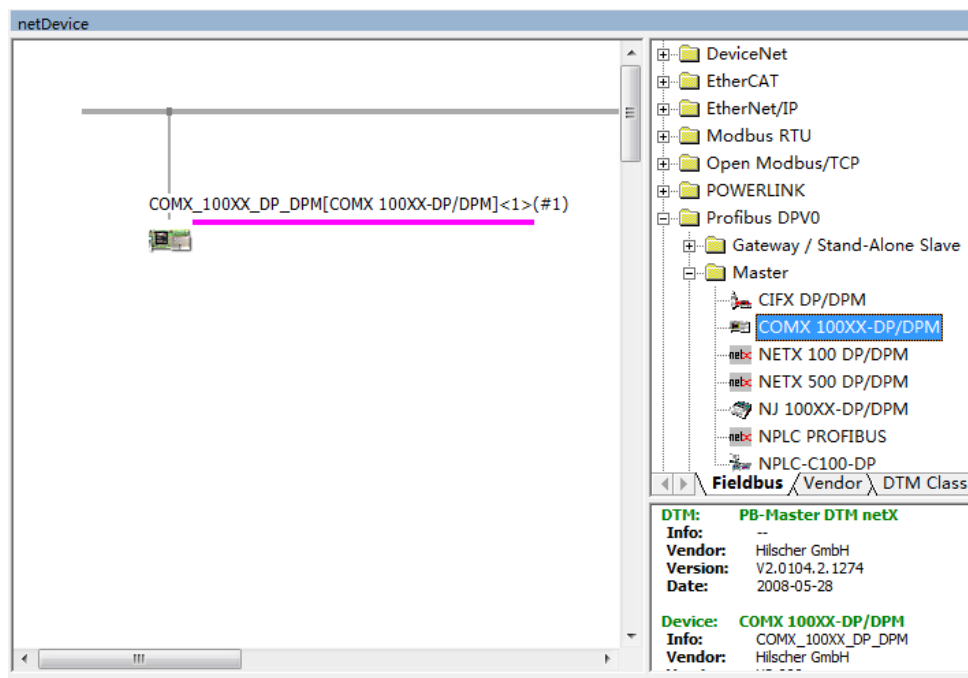 netDevice
COMX_100XX_DP_DPM[COMX 100XX-DP/DPM]<1>(#1)
DeviceNet
EtherCAT
EtherNet/IP
Modbus RTU
Open Modbus/TCP
POWERLINK
Profibus DPV0
Gateway / Stand-Alone Slave
Master
CIFX DP/DPM
COMX 100XX-DP/DPM
netX NETX 100 DP/DPM
netX NETX 500 DP/DPM
NJ 100XX-DP/DPM
netX NPLC PROFIBUS
NPLC-C100-DP
Fieldbus Vendor DTM Class
DTM: PB-Master DTM netX
Info: --
Vendor: Hilscher GmbH
Version: V2.0104.2.1274
Date: 2008-05-28
Device: COMX 100XX-DP/DPM
Info: COMX_100XX_DP_DPM
Vendor: Hilscher GmbH